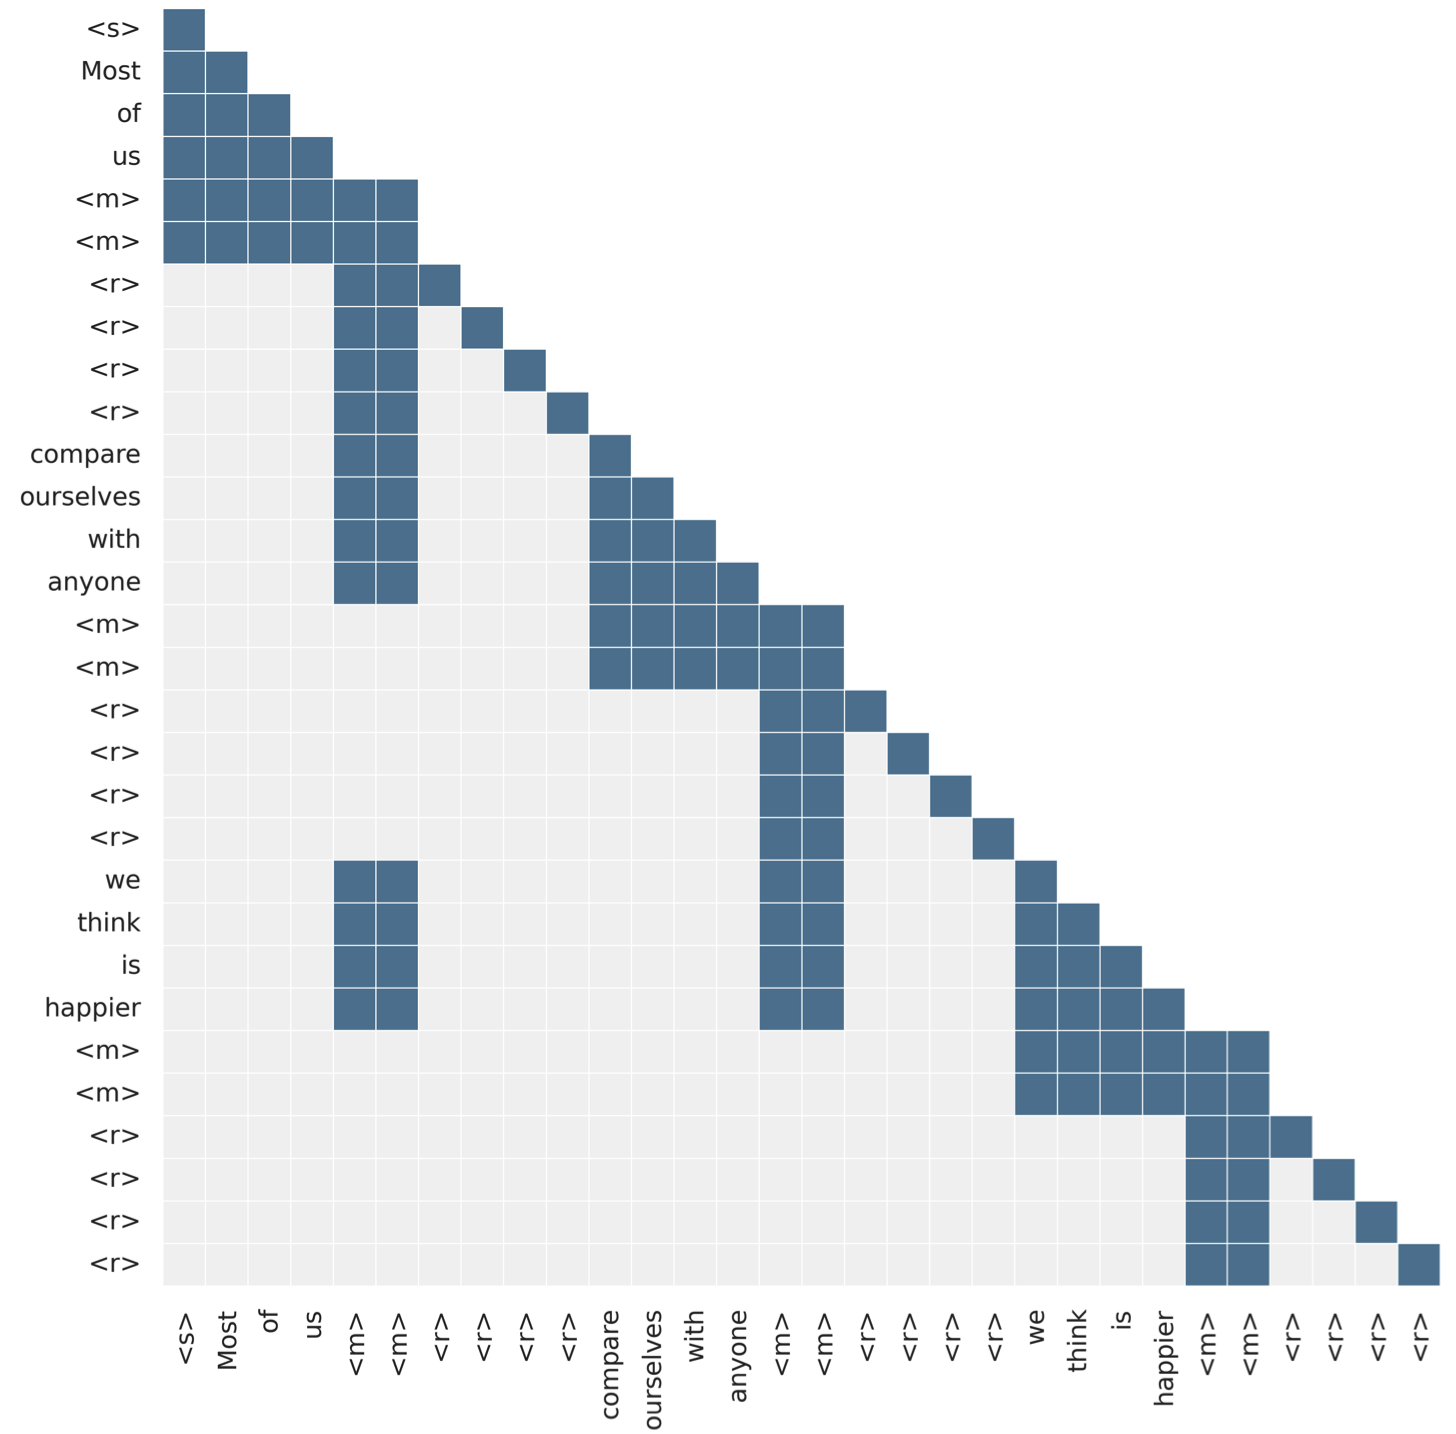 <s>
Most
of
us
<m>
<m>
<r>
<r>
<r>
<r>
compare
ourselves
with
anyone
<m>
<m>
<r>
<r>
<r>
<r>
we
think
is
happier
<m>
<m>
<r>
<r>
<r>
<r>
<s>
Most
of
us
<m>
<m>
<r>
<r>
<r>
<r>
compare
ourselves
with
anyone
<m>
<m>
<r>
<r>
<r>
<r>
we
think
is
happier
<m>
<m>
<r>
<r>
<r>
<r>